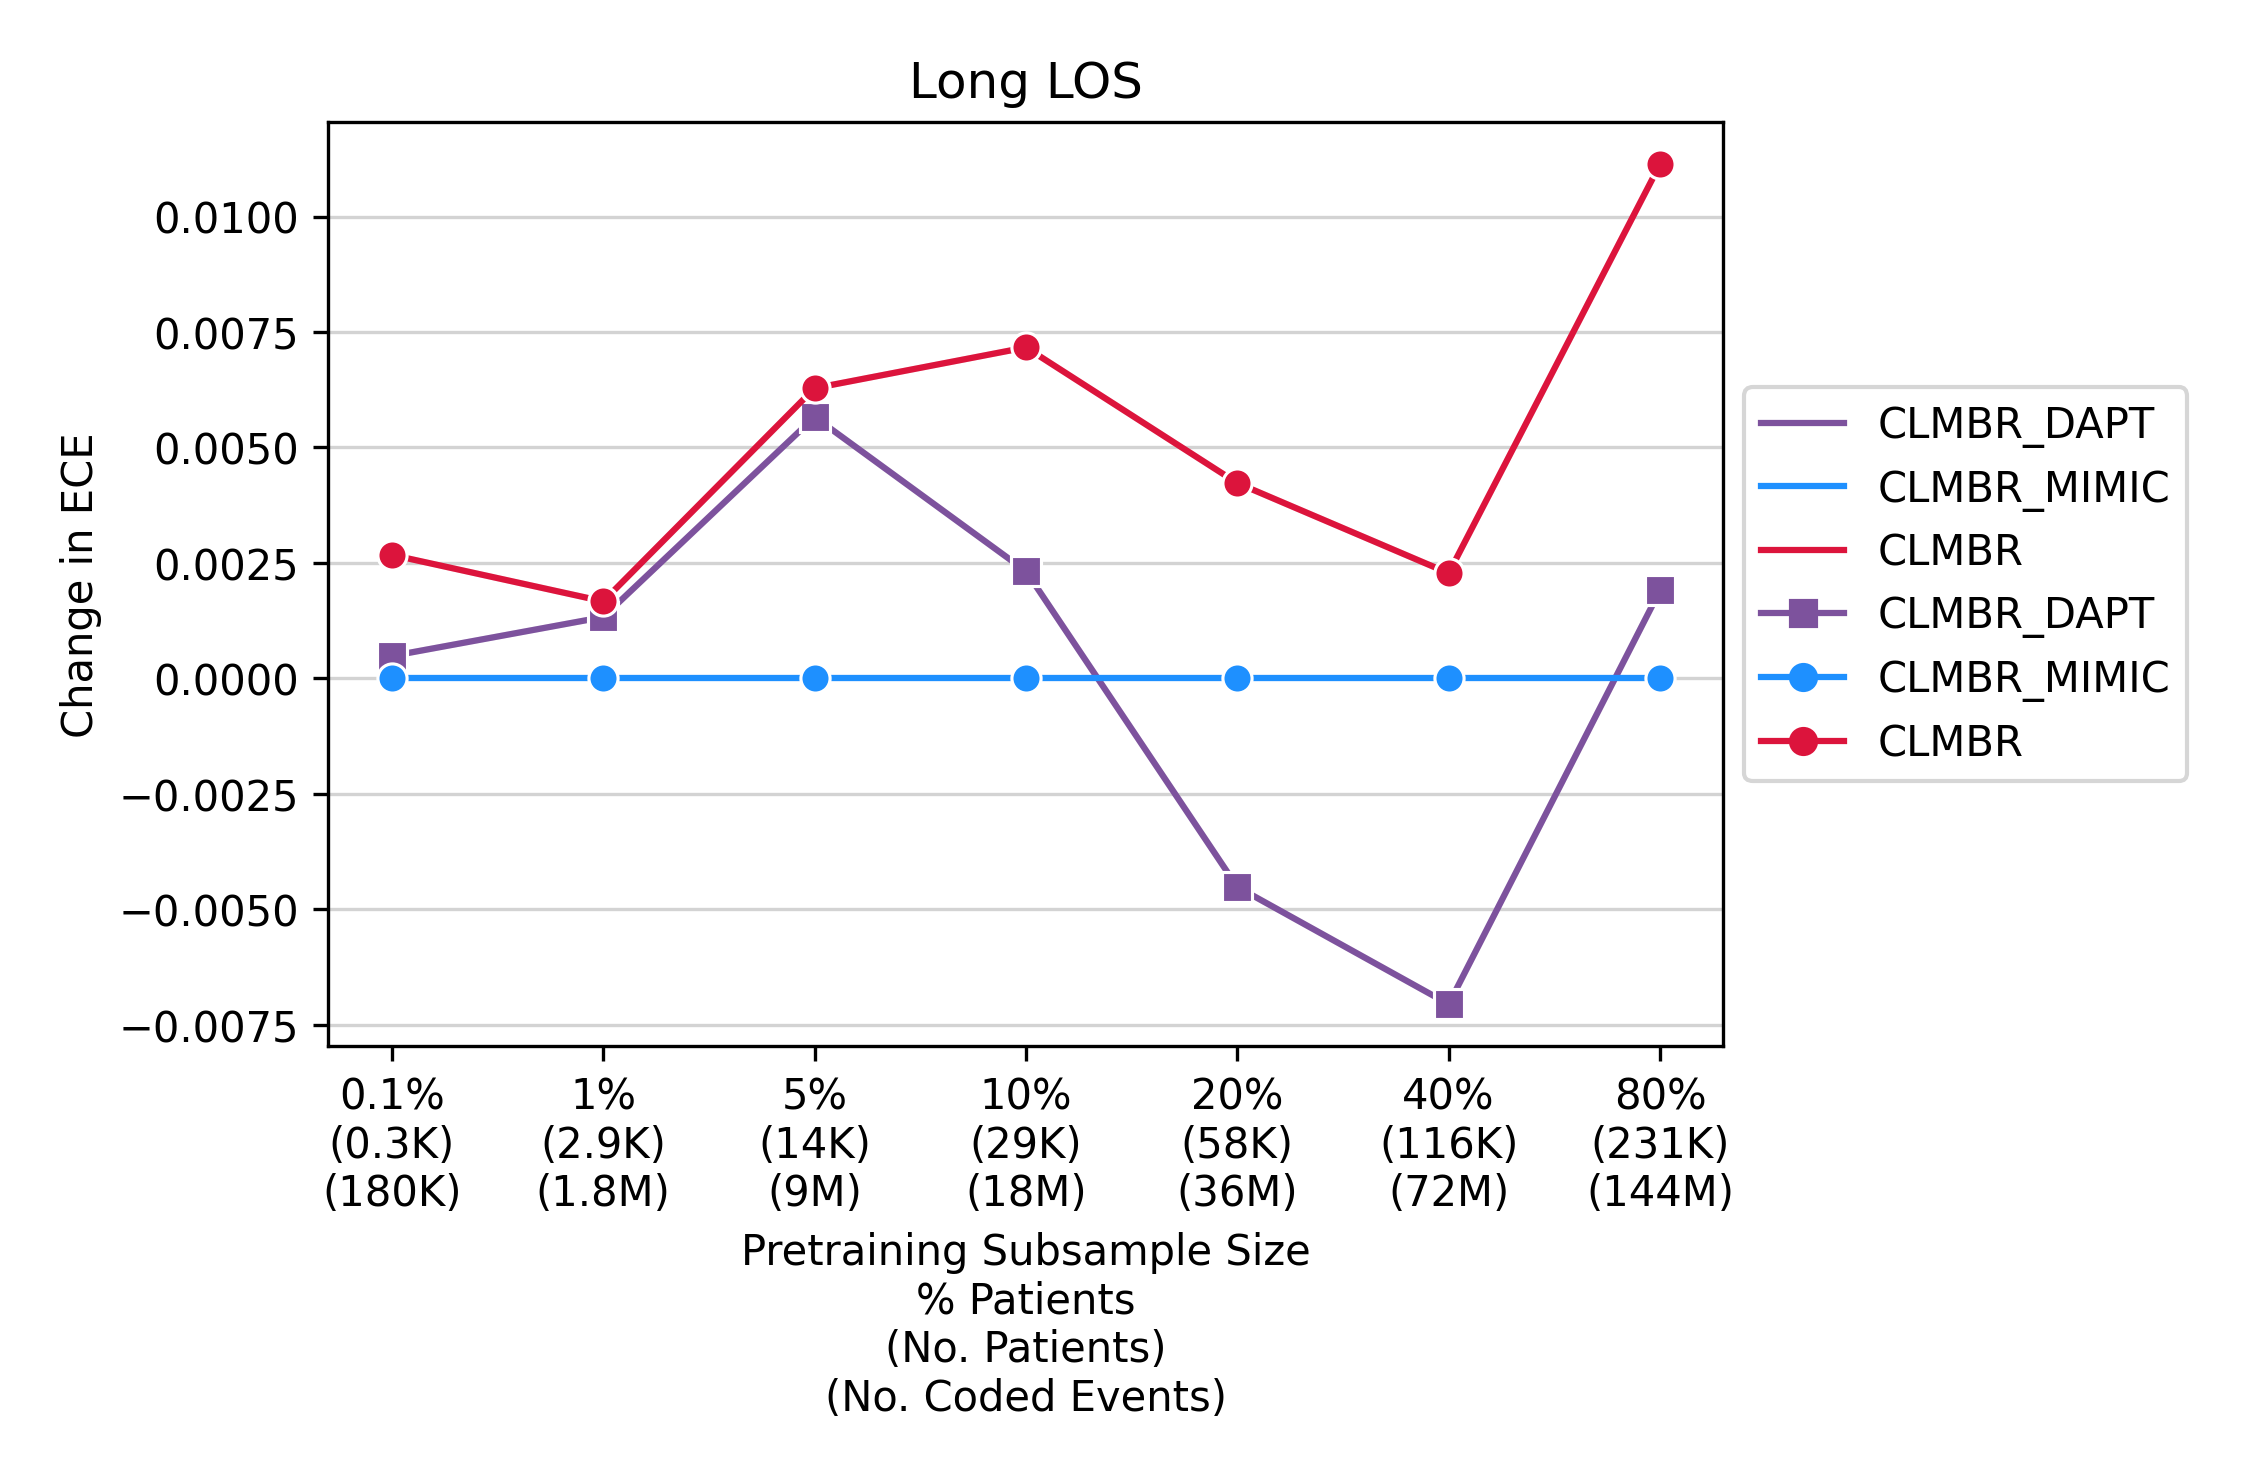 Long LOS
Change in ECE
0.0100
0.0075
0.0050
0.0025
0.0000
−0.0025
−0.0050
−0.0075
0.1% 1% 5% 10% 20% 40% 80%
(0.3K) (2.9K) (14K) (29K) (58K) (116K) (231K)
(180K) (1.8M) (9M) (18M) (36M) (72M) (144M)
Pretraining Subsample Size
% Patients
(No. Patients)
(No. Coded Events)
CLMBR_DAPT
CLMBR_MIMIC
CLMBR
CLMBR_DAPT
CLMBR_MIMIC
CLMBR